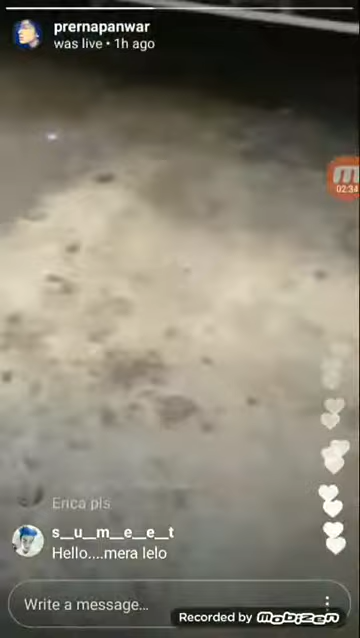 prernapanwar
was live • 1h ago
02:34
Erica pls
s__u__m__e__e__t
Hello....mera lelo
Write a message...
Recorded by Mobizen